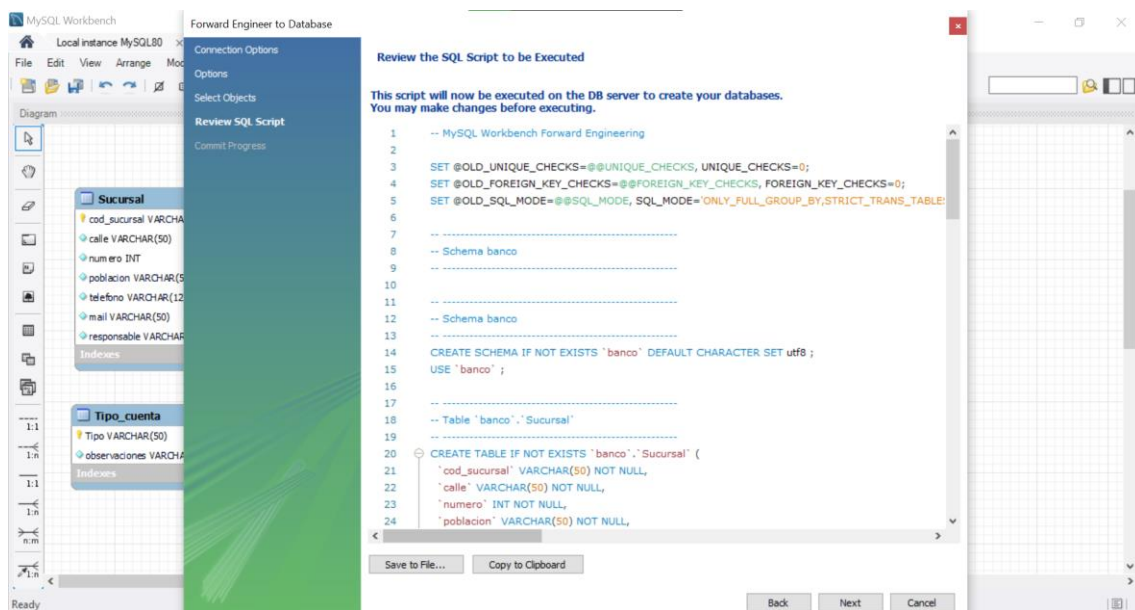 MySQL Workbench
Local instance MySQL80
File Edit View Arrange
Diagram
Sucursal
cod_sucursal
calle VARCHAR(50)
numero INT
poblacion
telefono
mail VARCHAR(50)
responsable
Indexes
Tipo_cuenta
Tipo VARCHAR(50)
observaciones
Indexes
1:1
1:n
1:1
1:n
n:m
1:n
Ready
Forward Engineer to Database
Connection Options
Options
Select Objects
Review SQL Script
Commit Progress
Review the SQL Script to be Executed
This script will now be executed on the DB server to create your databases.
You may make changes before executing.
1 -- MySQL Workbench Forward Engineering
2
3 SET @OLD_UNIQUE_CHECKS=@@UNIQUE_CHECKS, UNIQUE_CHECKS=0;
4 SET @OLD_FOREIGN_KEY_CHECKS=@@FOREIGN_KEY_CHECKS, FOREIGN_KEY_CHECKS=0;
5 SET @OLD_SQL_MODE=@@SQL_MODE, SQL_MODE='ONLY_FULL_GROUP_BY,STRICT_TRANS_TABLES
6
7 -- -----------------------------------------------------
8 -- Schema banco
9 -- -----------------------------------------------------
10
11 -- -----------------------------------------------------
12 -- Schema banco
13 -- -----------------------------------------------------
14 CREATE SCHEMA IF NOT EXISTS `banco` DEFAULT CHARACTER SET utf8 ;
15 USE `banco` ;
16
17 -- -----------------------------------------------------
18 -- Table `banco`.`Sucursal`
19 -- -----------------------------------------------------
20 CREATE TABLE IF NOT EXISTS `banco`.`Sucursal` (
21 `cod_sucursal` VARCHAR(50) NOT NULL,
22 `calle` VARCHAR(50) NOT NULL,
23 `numero` INT NOT NULL,
24 `poblacion` VARCHAR(50) NOT NULL,
Save to File... Copy to Clipboard
Back Next Cancel